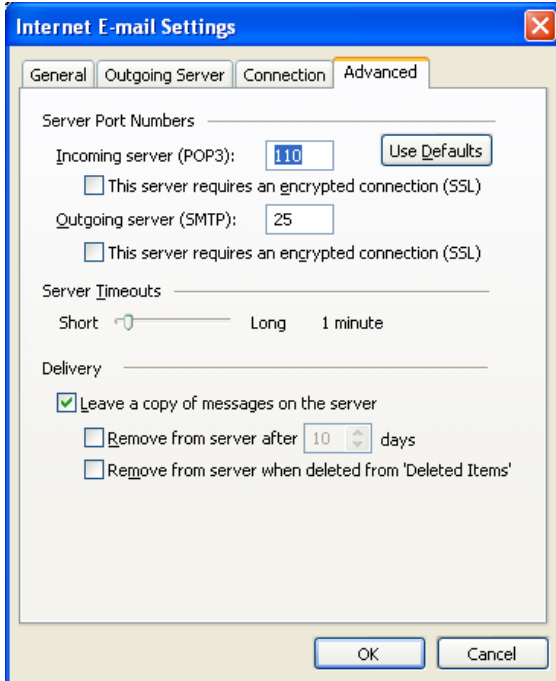 Internet E-mail Settings
General Outgoing Server Connection Advanced
Server Port Numbers
Incoming server (POP3): 110 Use Defaults
This server requires an encrypted connection (SSL)
Outgoing server (SMTP): 25
This server requires an encrypted connection (SSL)
Server Timeouts
Short Long 1 minute
Delivery
Leave a copy of messages on the server
Remove from server after 10 days
Remove from server when deleted from 'Deleted Items'
OK Cancel